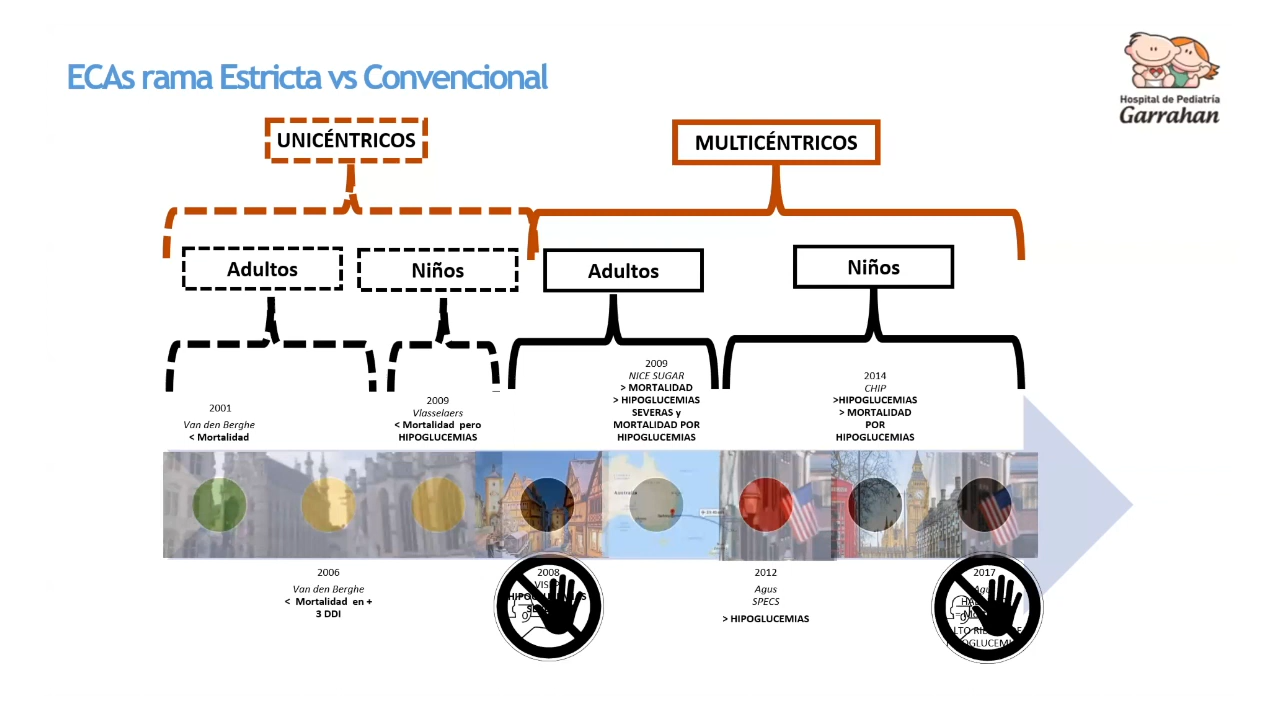 ECAs rama Estricta vs Convencional
Hospital de Pediatría
Garrahan
UNICÉNTRICOS
MULTICÉNTRICOS
Adultos
Niños
Adultos
Niños
2001
Van den Berghe
< Mortalidad
2009
Vlasselaers
< Mortalidad pero
HIPOGLUCEMIAS
2009
NICE SUGAR
> MORTALIDAD
> HIPOGLUCEMIAS
SEVERAS y
MORTALIDAD POR
HIPOGLUCEMIAS
2014
CHIP
>HIPOGLUCEMIAS
> MORTALIDAD
POR
HIPOGLUCEMIAS
Australia
2006
Van den Berghe
< Mortalidad en +
3 DDI
2008
2012
Agus
SPECS
> HIPOGLUCEMIAS
2017